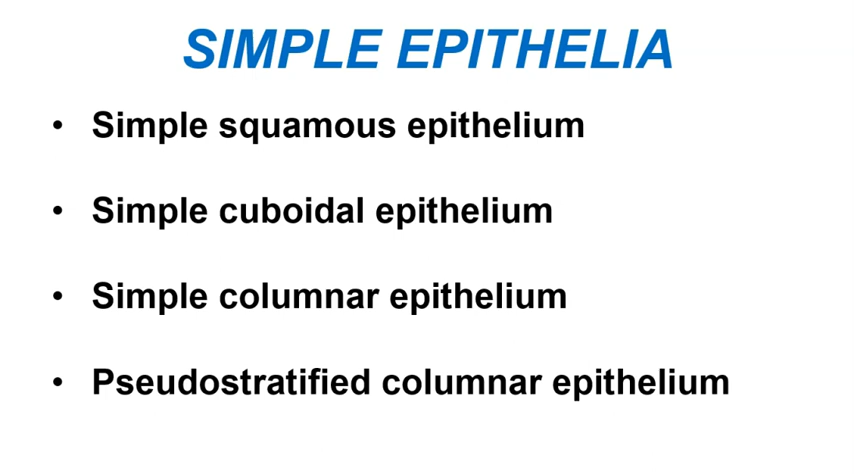 SIMPLE EPITHELIA
• Simple squamous epithelium
• Simple cuboidal epithelium
• Simple columnar epithelium
• Pseudostratified columnar epithelium